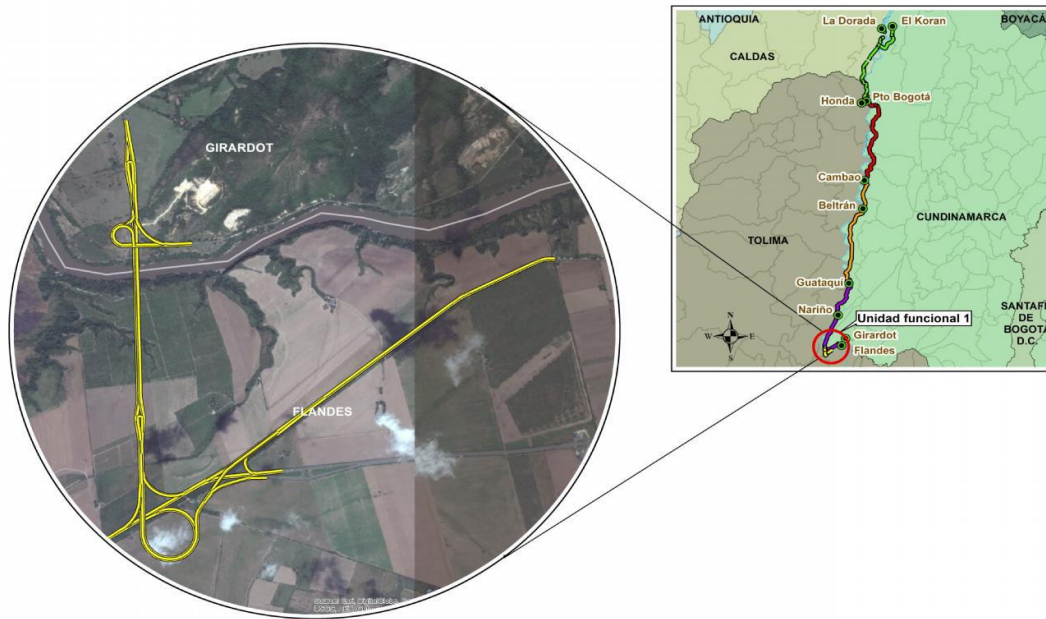 GIRARDOT
FLANDES
ANTIOQUIA
La Dorada
El Koran
BOYACÁ
CALDAS
Honda
Pto Bogotá
Cambao
Beltrán
CUNDINAMARCA
TOLIMA
Guataquí
Nariño
SANTAFÉ
DE
BOGOTA
D.C.
Unidad funcional 1
Girardot
Flandes
N
W
E
S